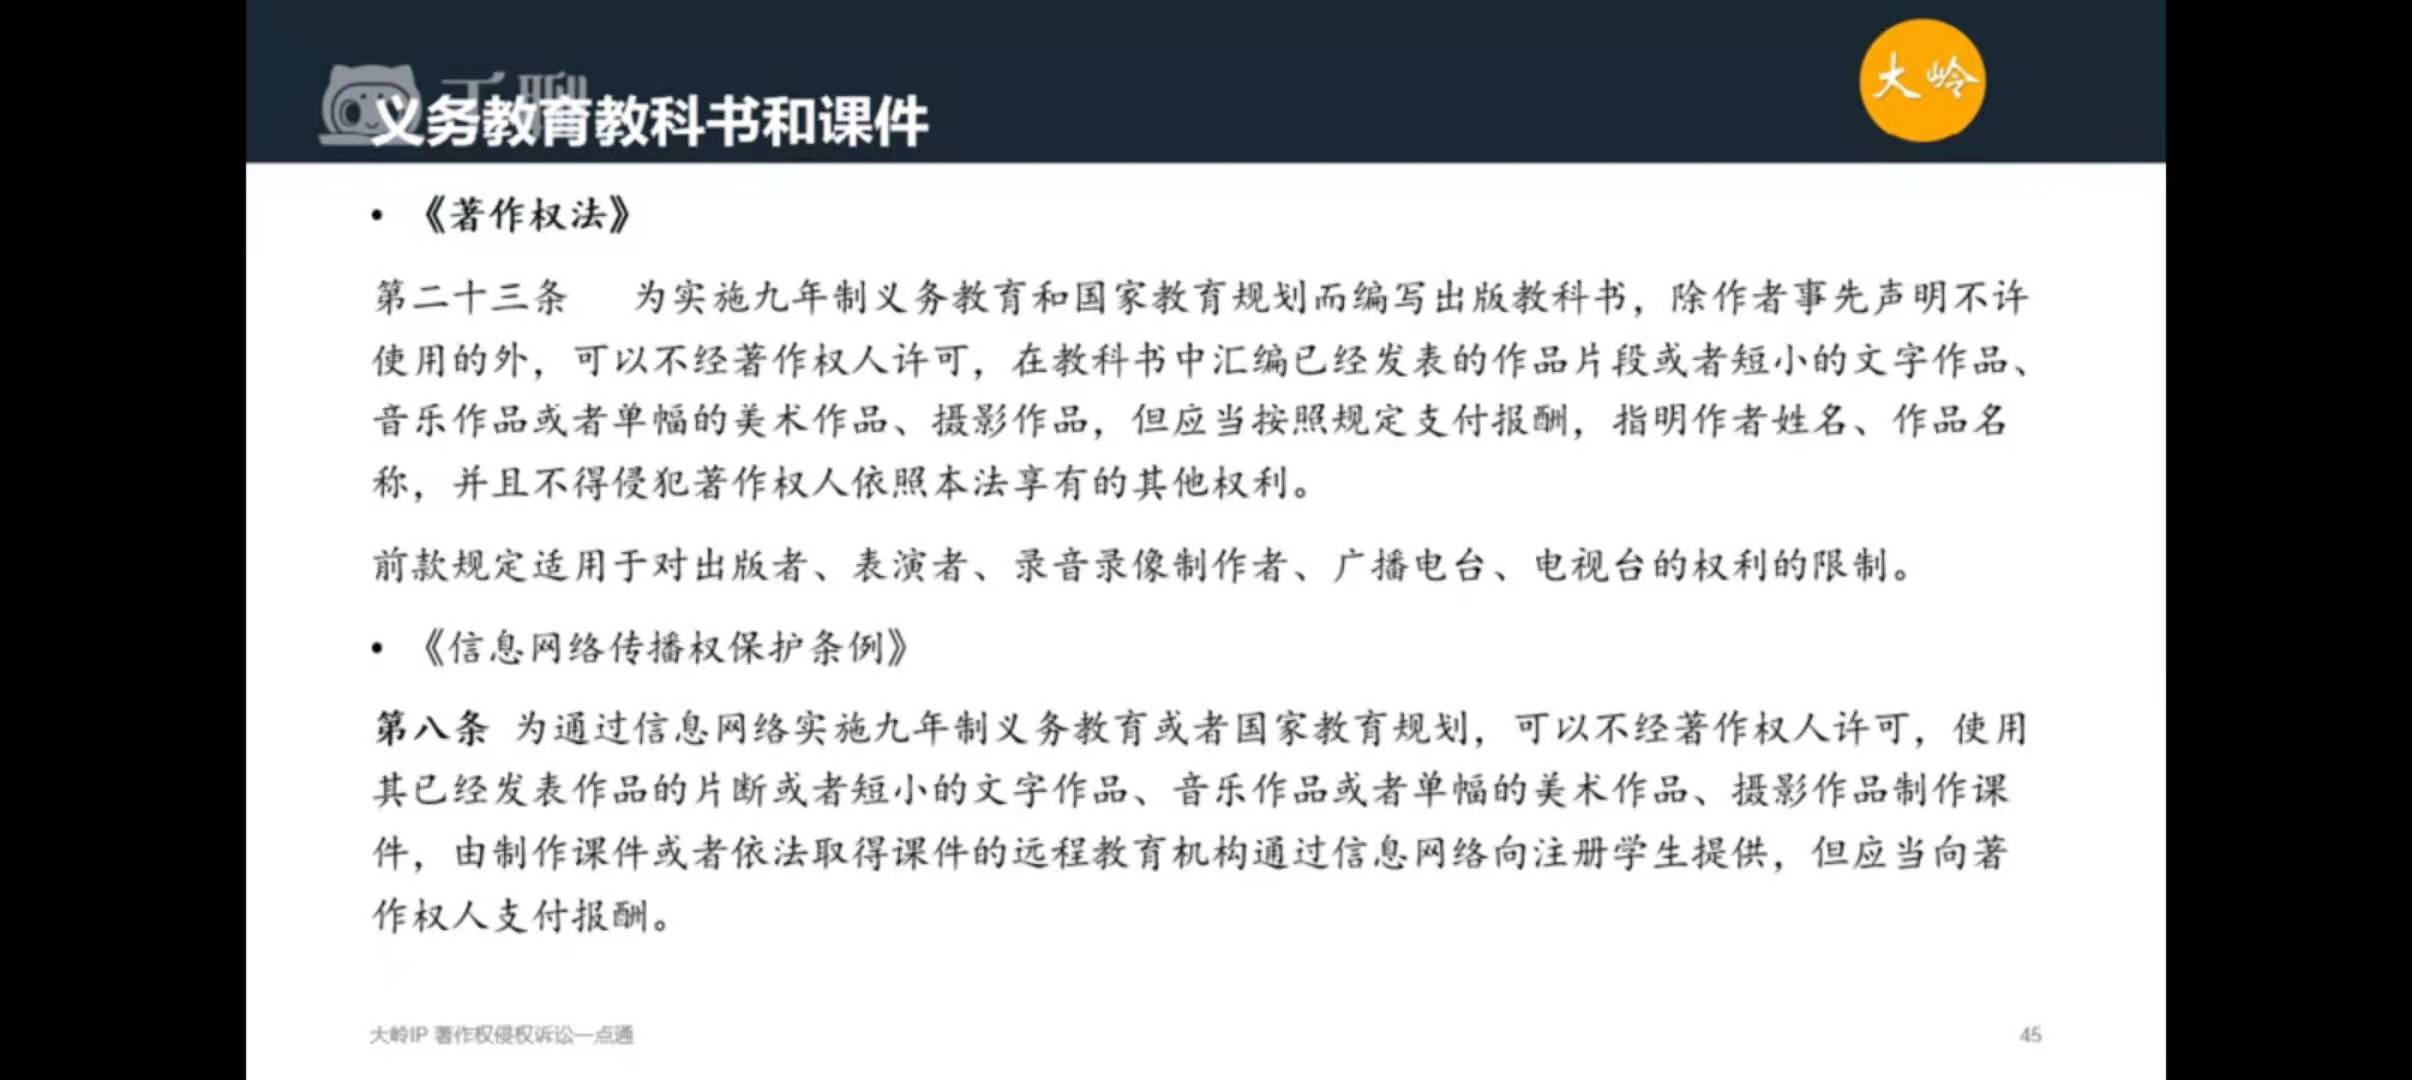 千聊
大岭
义务教育教科书和课件
• 《著作权法》
第二十三条 为实施九年制义务教育和国家教育规划而编写出版教科书，除作者事先声明不许
使用的外，可以不经著作权人许可，在教科书中汇编已经发表的作品片段或者短小的文字作品、
音乐作品或者单幅的美术作品、摄影作品，但应当按照规定支付报酬，指明作者姓名、作品名
称，并且不得侵犯著作权人依照本法享有的其他权利。
前款规定适用于对出版者、表演者、录音录像制作者、广播电台、电视台的权利的限制。
• 《信息网络传播权保护条例》
第八条 为通过信息网络实施九年制义务教育或者国家教育规划，可以不经著作权人许可，使用
其已经发表作品的片断或者短小的文字作品、音乐作品或者单幅的美术作品、摄影作品制作课
件，由制作课件或者依法取得课件的远程教育机构通过信息网络向注册学生提供，但应当向著
作权人支付报酬。
大岭IP 著作权侵权诉讼一点通
45